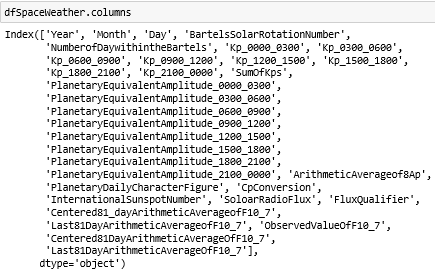 dfSpaceWeather.columns
Index(['Year', 'Month', 'Day', 'BartelsSolarRotationNumber',
'NumberofDaywithintheBartels', 'Kp_0000_0300', 'Kp_0300_0600',
'Kp_0600_0900', 'Kp_0900_1200', 'Kp_1200_1500', 'Kp_1500_1800',
'Kp_1800_2100', 'Kp_2100_0000', 'SumOfKps',
'PlanetaryEquivalentAmplitude_0000_0300',
'PlanetaryEquivalentAmplitude_0300_0600',
'PlanetaryEquivalentAmplitude_0600_0900',
'PlanetaryEquivalentAmplitude_0900_1200',
'PlanetaryEquivalentAmplitude_1200_1500',
'PlanetaryEquivalentAmplitude_1500_1800',
'PlanetaryEquivalentAmplitude_1800_2100',
'PlanetaryEquivalentAmplitude_2100_0000', 'ArithmeticAverageof8Ap',
'PlanetaryDailyCharacterFigure', 'CpConversion',
'InternationalSunspotNumber', 'SoloarRadioFlux', 'FluxQualifier',
'Centered81_dayArithmeticAverageofF10_7',
'Last81DayArithmeticAverageofF10_7', 'ObservedValueOfF10_7',
'Centered81DayArithmeticAverageofF10_7',
'Last81DayArithmeticAverageofF10_7'],
dtype='object')